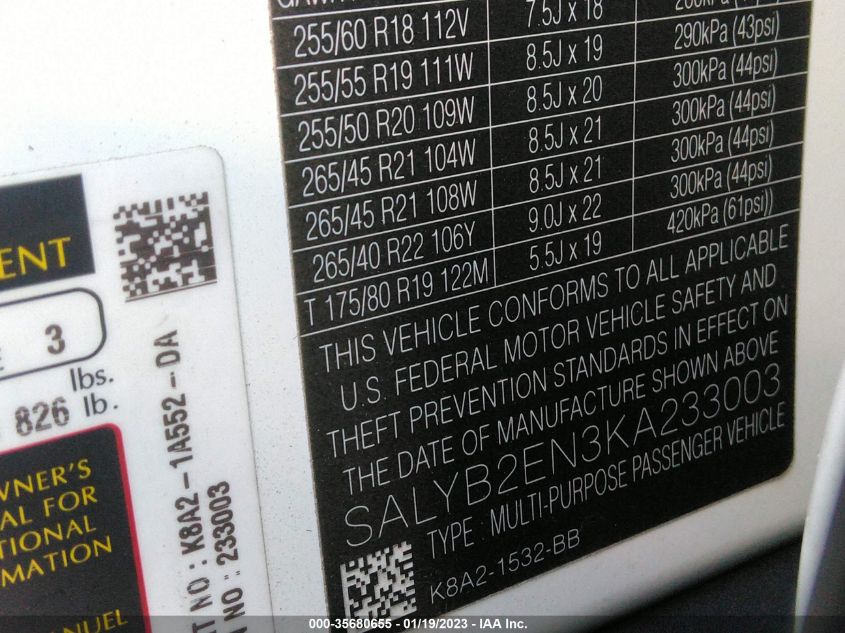 255/60 R18 112V 7.5J x 18
255/55 R19 111W 8.5J x 19 290kPa (43psi)
255/50 R20 109W 8.5J x 20 300kPa (44psi)
265/45 R21 104W 8.5J x 21 300kPa (44psi)
265/45 R21 108W 8.5J x 21 300kPa (44psi)
265/40 R22 106Y 9.0J x 22 300kPa (44psi)
T 175/80 R19 122M 5.5J x 19 420kPa (61psi))
THIS VEHICLE CONFORMS TO ALL APPLICABLE
U.S. FEDERAL MOTOR VEHICLE SAFETY AND
THEFT PREVENTION STANDARDS IN EFFECT ON
THE DATE OF MANUFACTURE SHOWN ABOVE
SALYB2EN3KA233003
TYPE : MULTI-PURPOSE PASSENGER VEHICLE
K8A2-1532-BB
3
lbs.
826 lb.
NO : K8A2-1A552-DA
NO : 233003
FOR
000-35680655 - 01/19/2023 - IAA Inc.